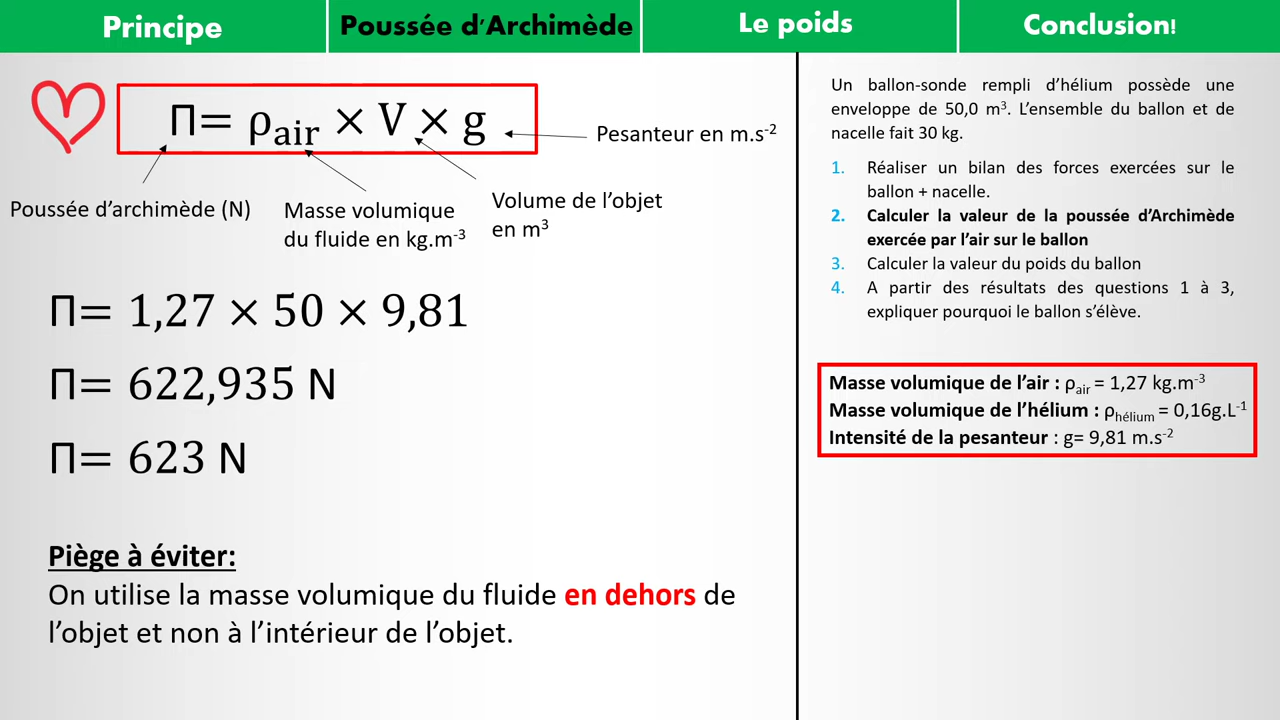 Principe
Poussée d'Archimède
Le poids
Conclusion!
Π= ρair × V × g
Pesanteur en m.s-2
Poussée d'archimède (N)
Masse volumique
du fluide en kg.m-3
Volume de l'objet
en m3
Π= 1,27 × 50 × 9,81
Π= 622,935 N
Π= 623 N
Piège à éviter:
On utilise la masse volumique du fluide en dehors de
l'objet et non à l'intérieur de l'objet.
Un ballon-sonde rempli d'hélium possède une
enveloppe de 50,0 m3. L'ensemble du ballon et de
nacelle fait 30 kg.
1. Réaliser un bilan des forces exercées sur le
ballon + nacelle.
2. Calculer la valeur de la poussée d'Archimède
exercée par l'air sur le ballon
3. Calculer la valeur du poids du ballon
4. A partir des résultats des questions 1 à 3,
expliquer pourquoi le ballon s'élève.
Masse volumique de l'air : ρair = 1,27 kg.m-3
Masse volumique de l'hélium : ρhélium = 0,16g.L-1
Intensité de la pesanteur : g= 9,81 m.s-2